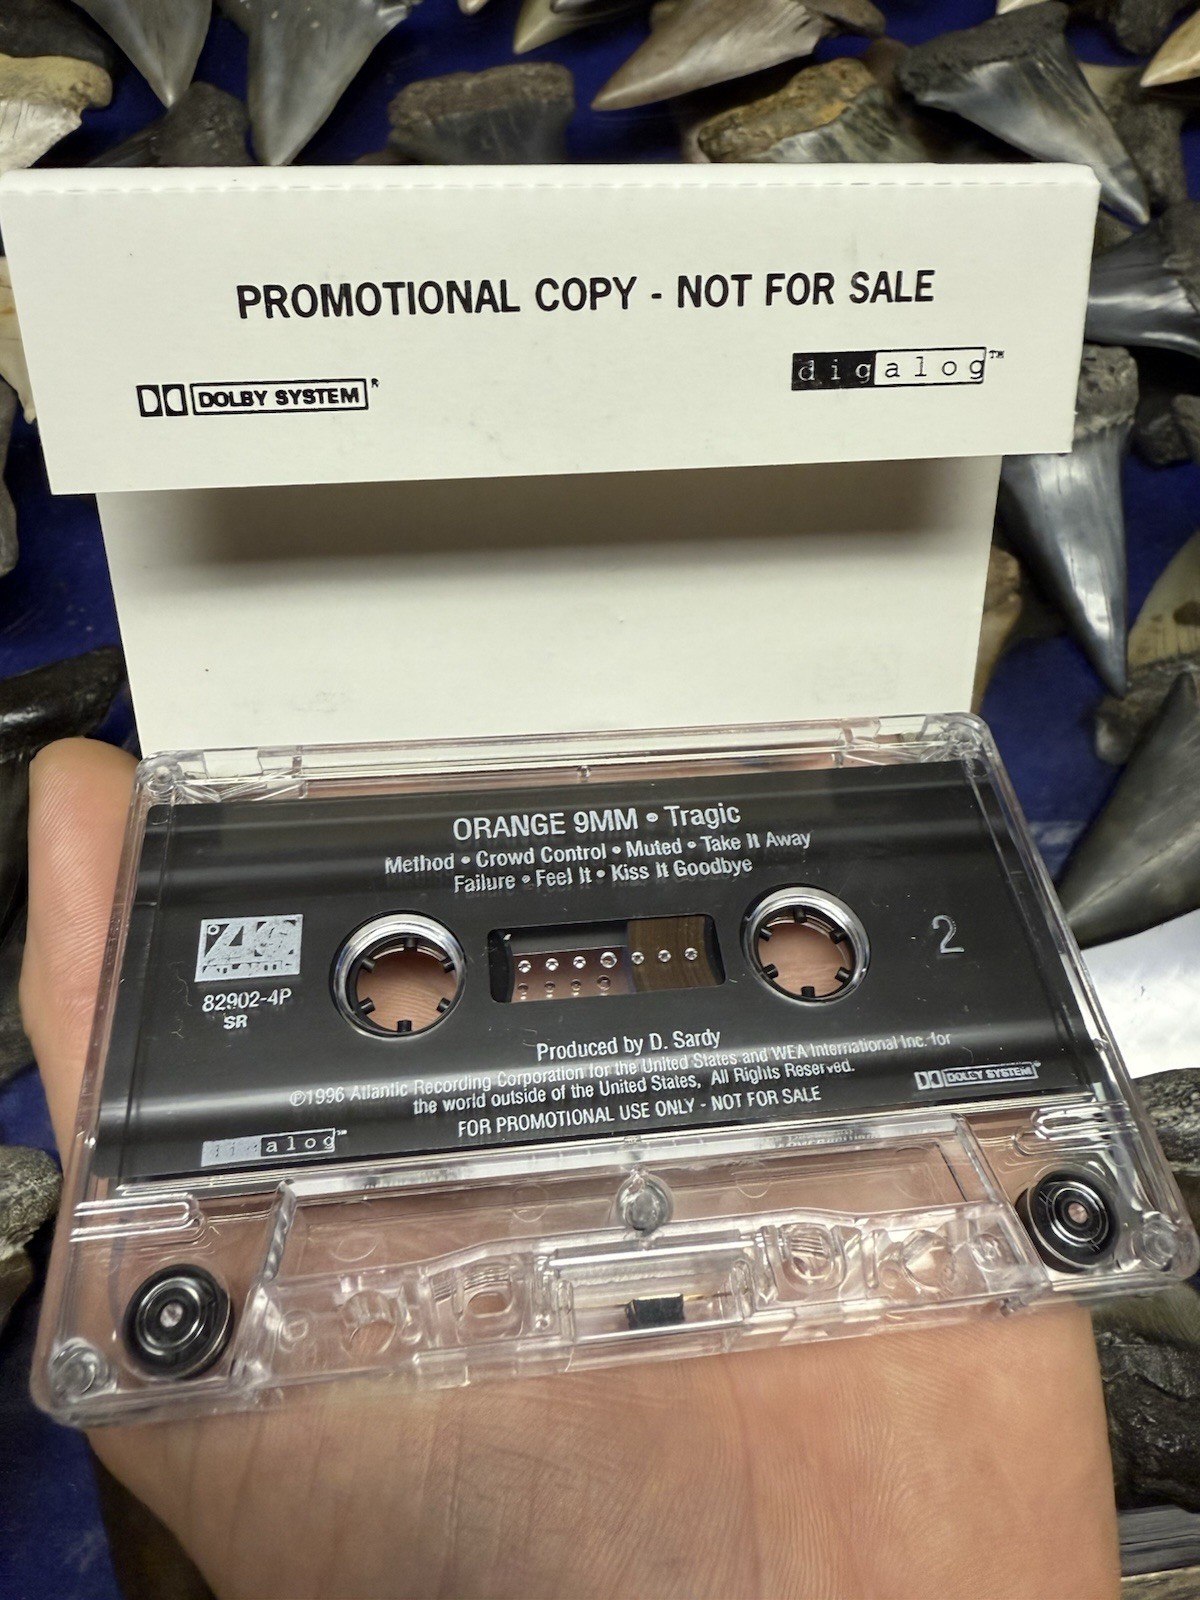 PROMOTIONAL COPY - NOT FOR SALE
DOLBY SYSTEM®
digalog™
ORANGE 9MM • Tragic
Method • Crowd Control • Muted • Take It Away
Failure • Feel It • Kiss It Goodbye
ATLANTIC
82902-4P
SR
2
Produced by D. Sardy
℗1996 Atlantic Recording Corporation for the United States and WEA International Inc. for
the world outside of the United States, All Rights Reserved.
FOR PROMOTIONAL USE ONLY - NOT FOR SALE
digalog™
DOLBY SYSTEM®